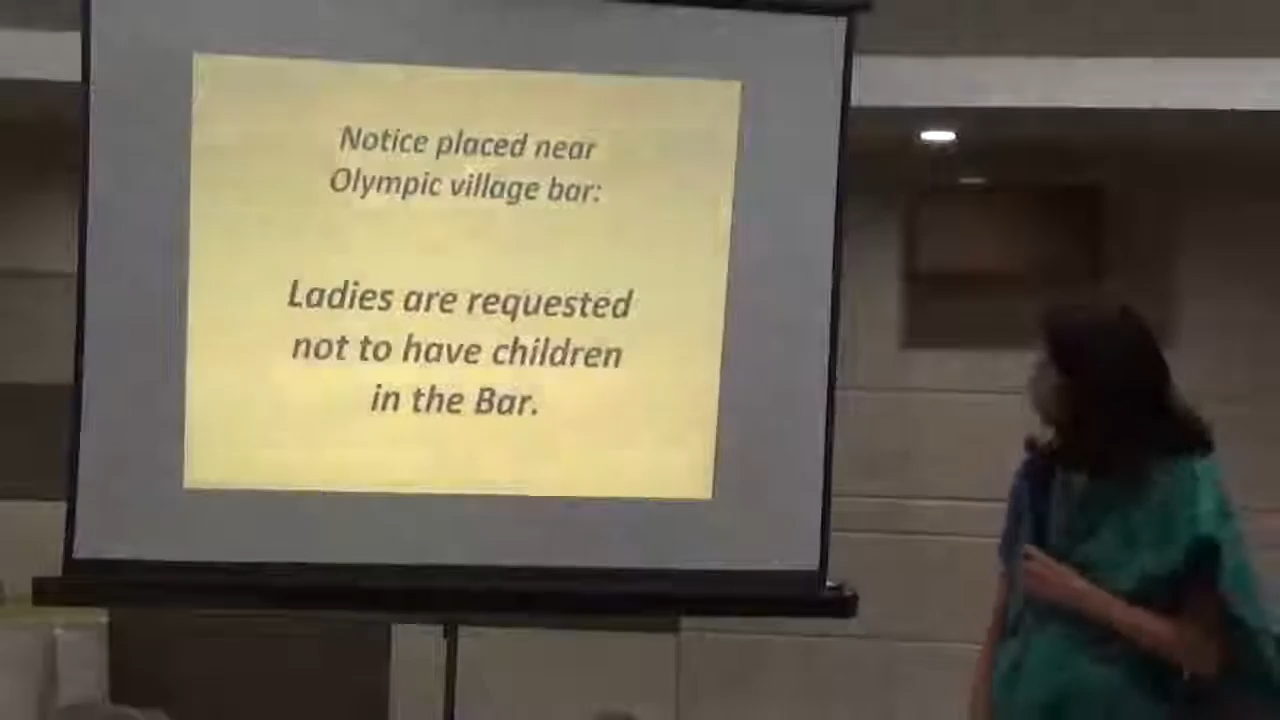 Notice placed near
Olympic village bar:
Ladies are requested
not to have children
in the Bar.